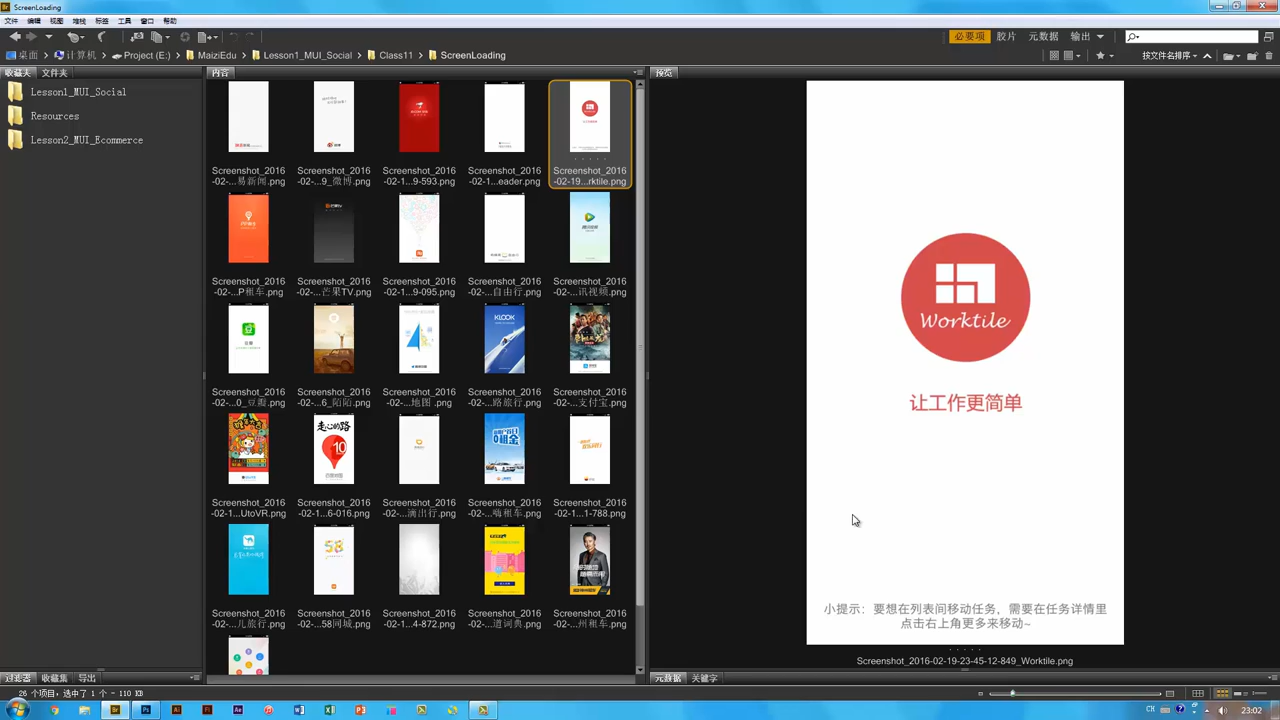 ScreenLoading
文件 编辑 视图 堆栈 标签 工具 窗口 帮助
必要项 胶片 元数据 输出
桌面 计算机 Project (E:) MaiziEdu Lesson1_MUI_Social Class11 ScreenLoading
按文件名排序
收藏夹 文件夹
Lesson1_MUI_Social
Resources
Lesson2_MUI_Ecommerce
内容
Screenshot_2016 Screenshot_2016 Screenshot_2016 Screenshot_2016 Screenshot_2016
-02-...易新闻.png -02-...9_微博.png -02-1...9-593.png -02-1...eader.png -02-19...rktile.png
Screenshot_2016 Screenshot_2016 Screenshot_2016 Screenshot_2016 Screenshot_2016
-02-...P租车.png -02-...芒果TV.png -02-1...9-095.png -02-...自由行.png -02-...讯视频.png
KLOOK
Screenshot_2016 Screenshot_2016 Screenshot_2016 Screenshot_2016 Screenshot_2016
-02-...0_豆瓣.png -02-...6_陌陌.png -02-...地图.png -02-...路旅行.png -02-...支付宝.png
走心的路
10
Screenshot_2016 Screenshot_2016 Screenshot_2016 Screenshot_2016 Screenshot_2016
-02-1...UtoVR.png -02-1...6-016.png -02-...滴出行.png -02-...嗨租车.png -02-1...1-788.png
58
Screenshot_2016 Screenshot_2016 Screenshot_2016 Screenshot_2016 Screenshot_2016
-02-...儿旅行.png -02-...58同城.png -02-1...4-872.png -02-...道词典.png -02-...州租车.png
预览
Worktile
让工作更简单
小提示：要想在列表间移动任务，需要在任务详情里
点击右上角更多来移动~
Screenshot_2016-02-19-23-45-12-849_Worktile.png
过滤器 收藏集 导出
元数据 关键字
26 个项目，选中了 1 个 - 110 KB
CH 23:02